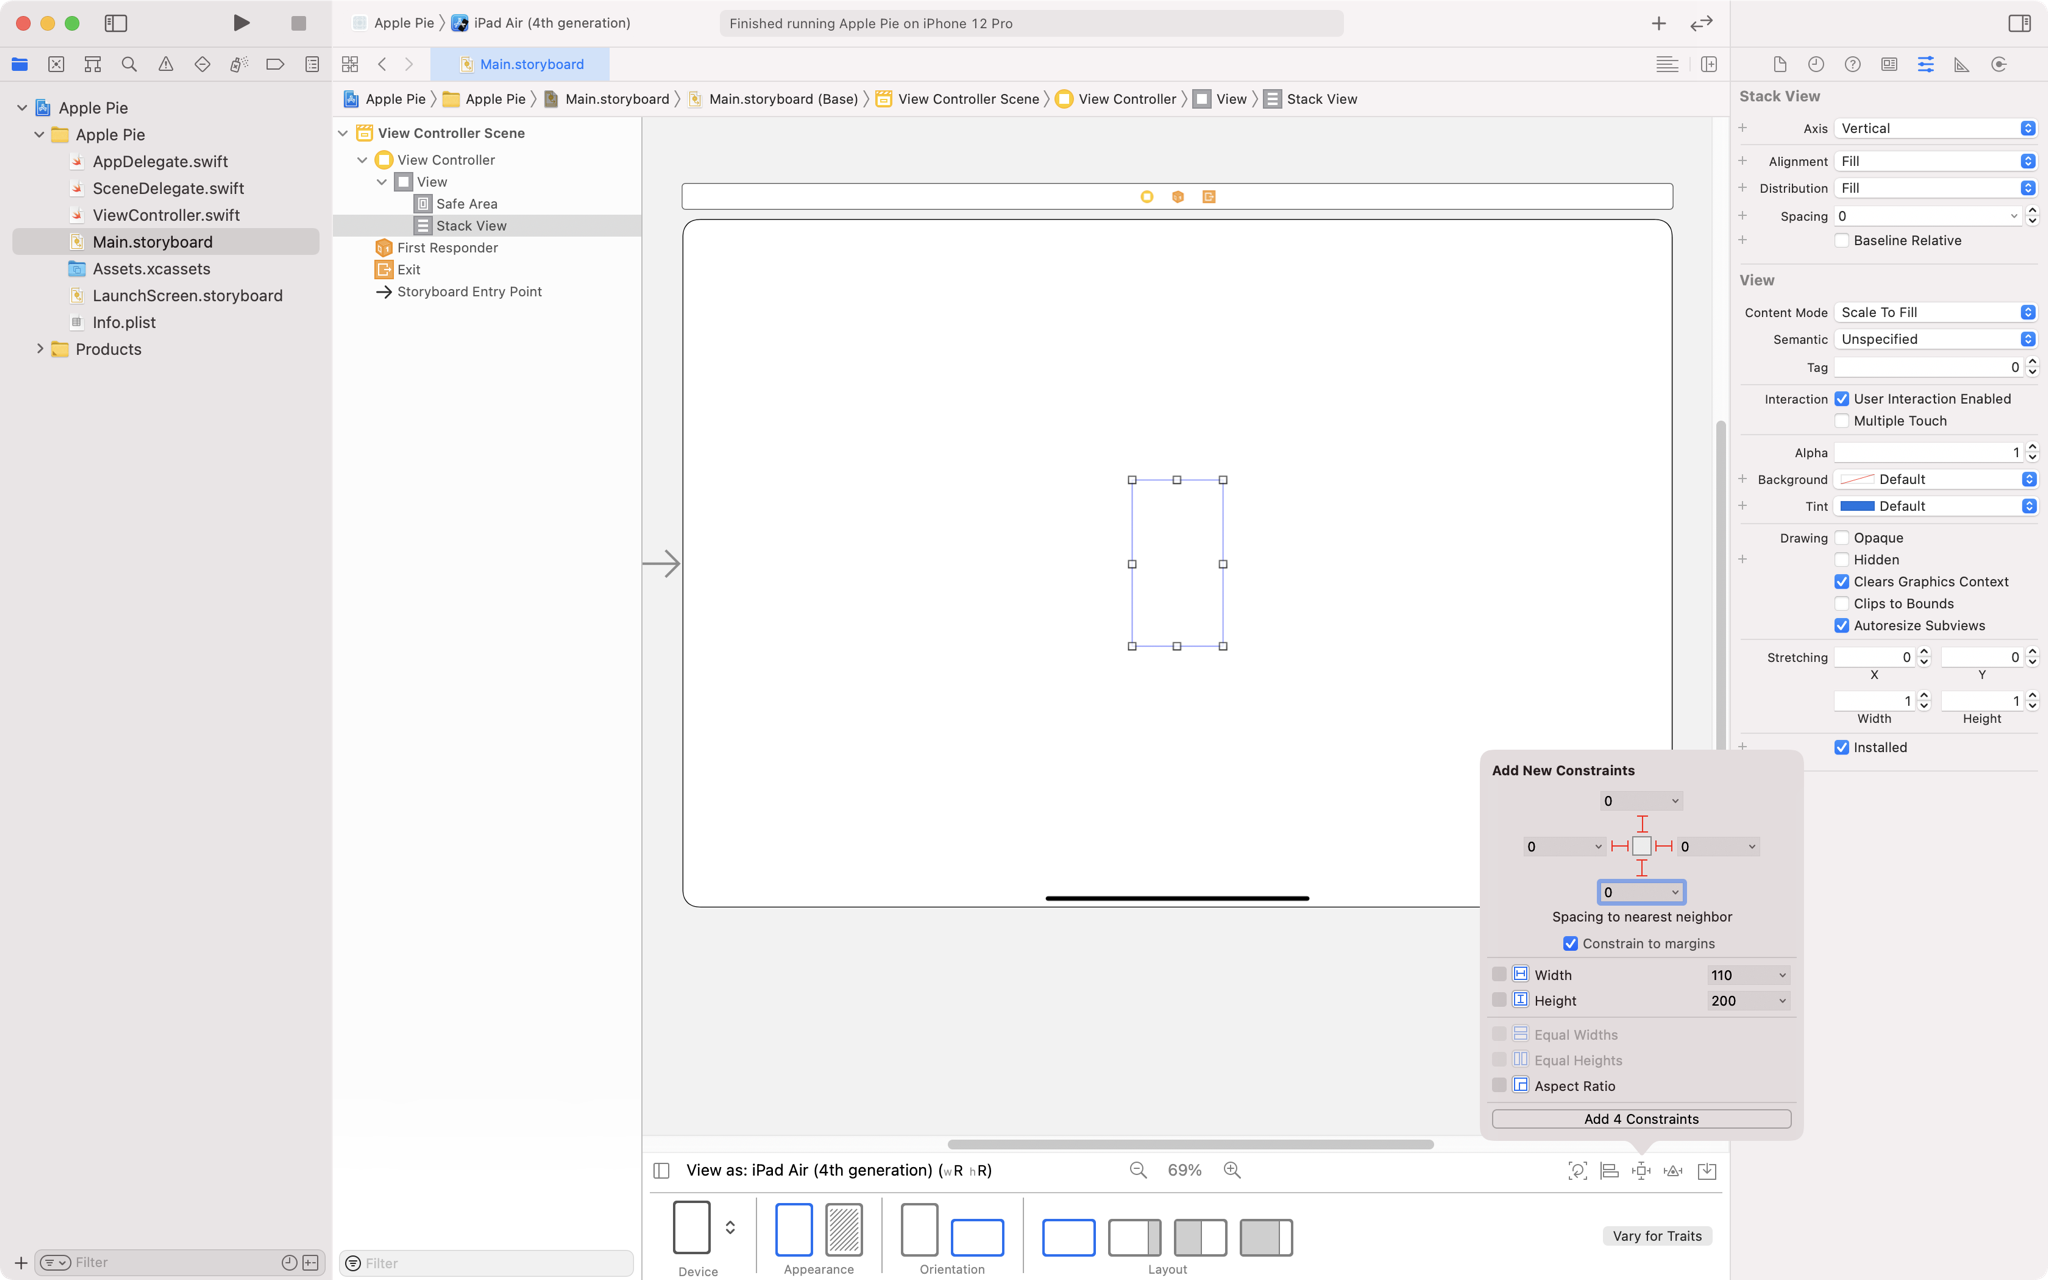 Apple Pie
iPad Air (4th generation)
Finished running Apple Pie on iPhone 12 Pro
Main.storyboard
Apple Pie
Apple Pie
Main.storyboard
Main.storyboard (Base)
View Controller Scene
View Controller
View
Stack View
Apple Pie
Apple Pie
AppDelegate.swift
SceneDelegate.swift
ViewController.swift
Main.storyboard
Assets.xcassets
LaunchScreen.storyboard
Info.plist
Products
Filter
View Controller Scene
View Controller
View
Safe Area
Stack View
First Responder
Exit
Storyboard Entry Point
Filter
Add New Constraints
0
0
0
0
Spacing to nearest neighbor
Constrain to margins
Width 110
Height 200
Equal Widths
Equal Heights
Aspect Ratio
Add 4 Constraints
View as: iPad Air (4th generation) (wR hR)
69%
Device
Appearance
Orientation
Layout
Vary for Traits
Stack View
Axis Vertical
Alignment Fill
Distribution Fill
Spacing 0
Baseline Relative
View
Content Mode Scale To Fill
Semantic Unspecified
Tag 0
Interaction User Interaction Enabled
Multiple Touch
Alpha 1
Background Default
Tint Default
Drawing Opaque
Hidden
Clears Graphics Context
Clips to Bounds
Autoresize Subviews
Stretching 0 0
X Y
1 1
Width Height
Installed